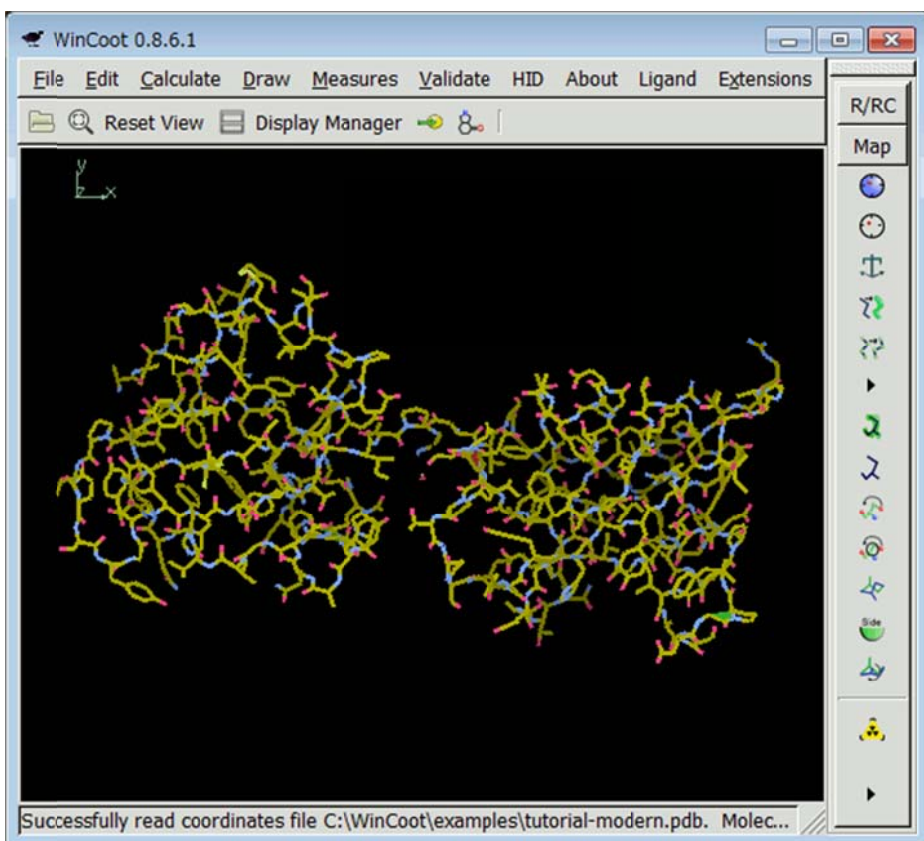 WinCoot 0.8.6.1
File Edit Calculate Draw Measures Validate HID About Ligand Extensions
R/RC
Reset View Display Manager
Map
y
z x
Side
Successfully read coordinates file C:\WinCoot\examples\tutorial-modern.pdb. Molec...